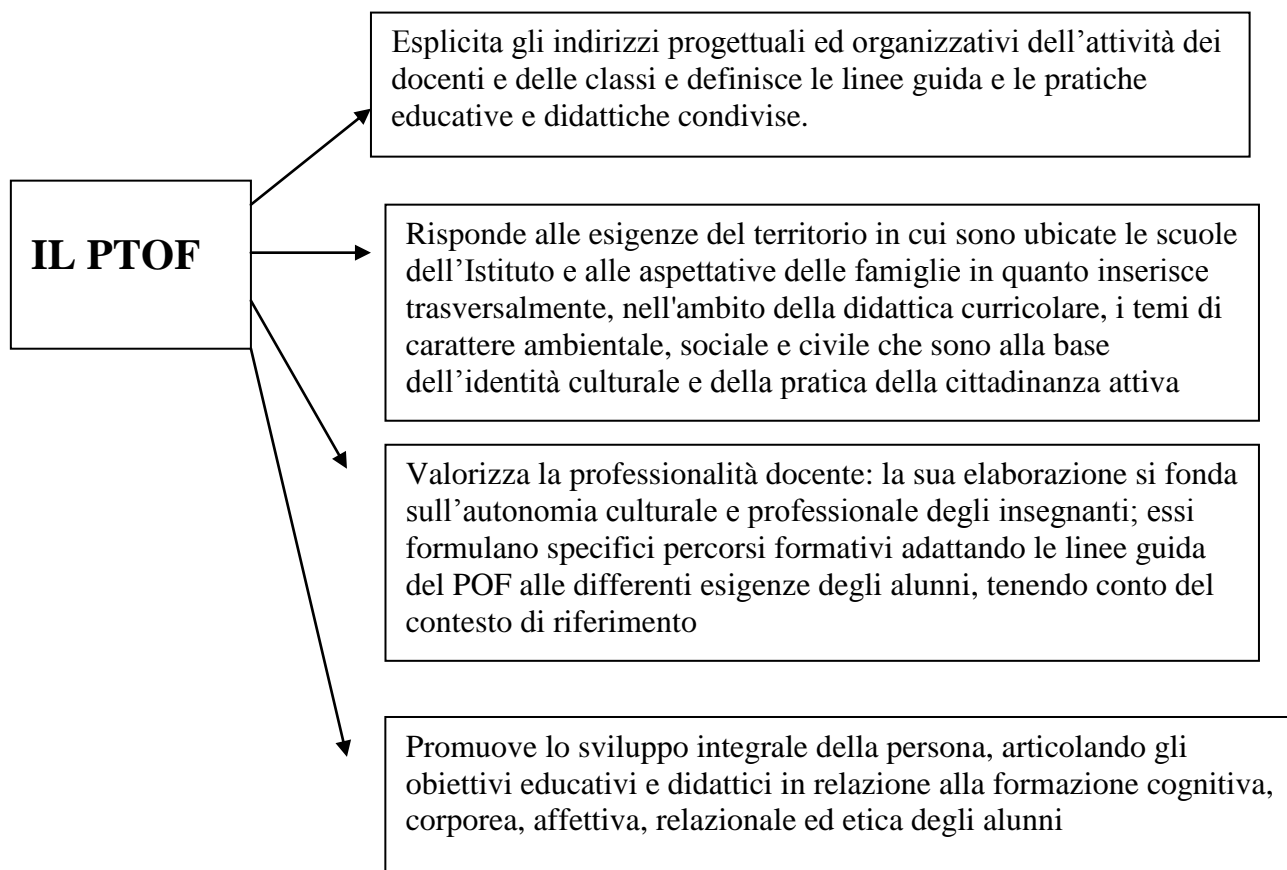 Esplicita gli indirizzi progettuali ed organizzativi dell’attività dei
docenti e delle classi e definisce le linee guida e le pratiche
educative e didattiche condivise.
IL PTOF
Risponde alle esigenze del territorio in cui sono ubicate le scuole
dell’Istituto e alle aspettative delle famiglie in quanto inserisce
trasversalmente, nell'ambito della didattica curricolare, i temi di
carattere ambientale, sociale e civile che sono alla base
dell’identità culturale e della pratica della cittadinanza attiva
Valorizza la professionalità docente: la sua elaborazione si fonda
sull’autonomia culturale e professionale degli insegnanti; essi
formulano specifici percorsi formativi adattando le linee guida
del POF alle differenti esigenze degli alunni, tenendo conto del
contesto di riferimento
Promuove lo sviluppo integrale della persona, articolando gli
obiettivi educativi e didattici in relazione alla formazione cognitiva,
corporea, affettiva, relazionale ed etica degli alunni